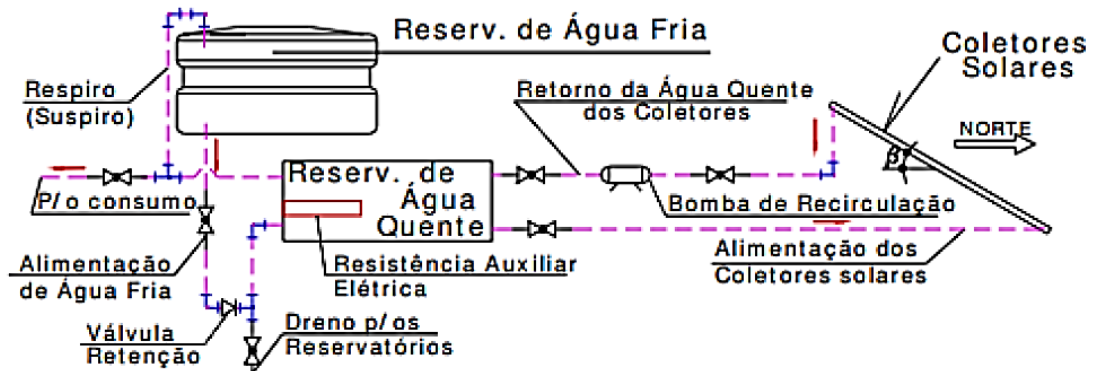 Reserv. de Água Fria
Coletores
Solares
Respiro
(Suspiro)
Retorno da Água Quente
dos Coletores
NORTE
β
Reserv. de
Água
Quente
P/o consumo
Bomba de Recirculação
Alimentação
de Água Fria
Resistência Auxiliar
Elétrica
Alimentação dos
Coletores solares
Válvula
Retenção
Dreno p/os
Reservatórios